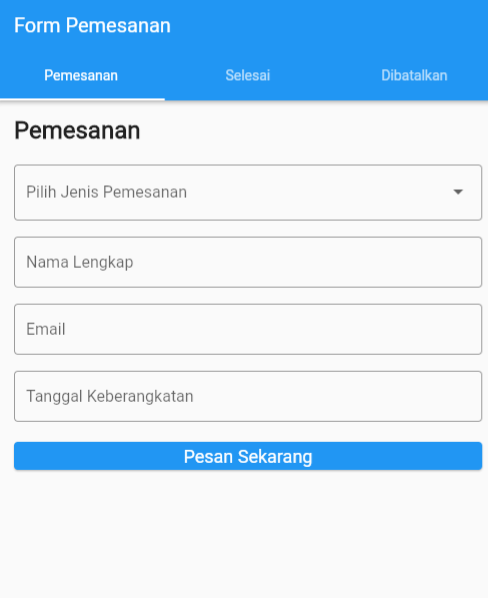 Form Pemesanan
Pemesanan Selesai Dibatalkan
Pemesanan
Pilih Jenis Pemesanan
Nama Lengkap
Email
Tanggal Keberangkatan
Pesan Sekarang